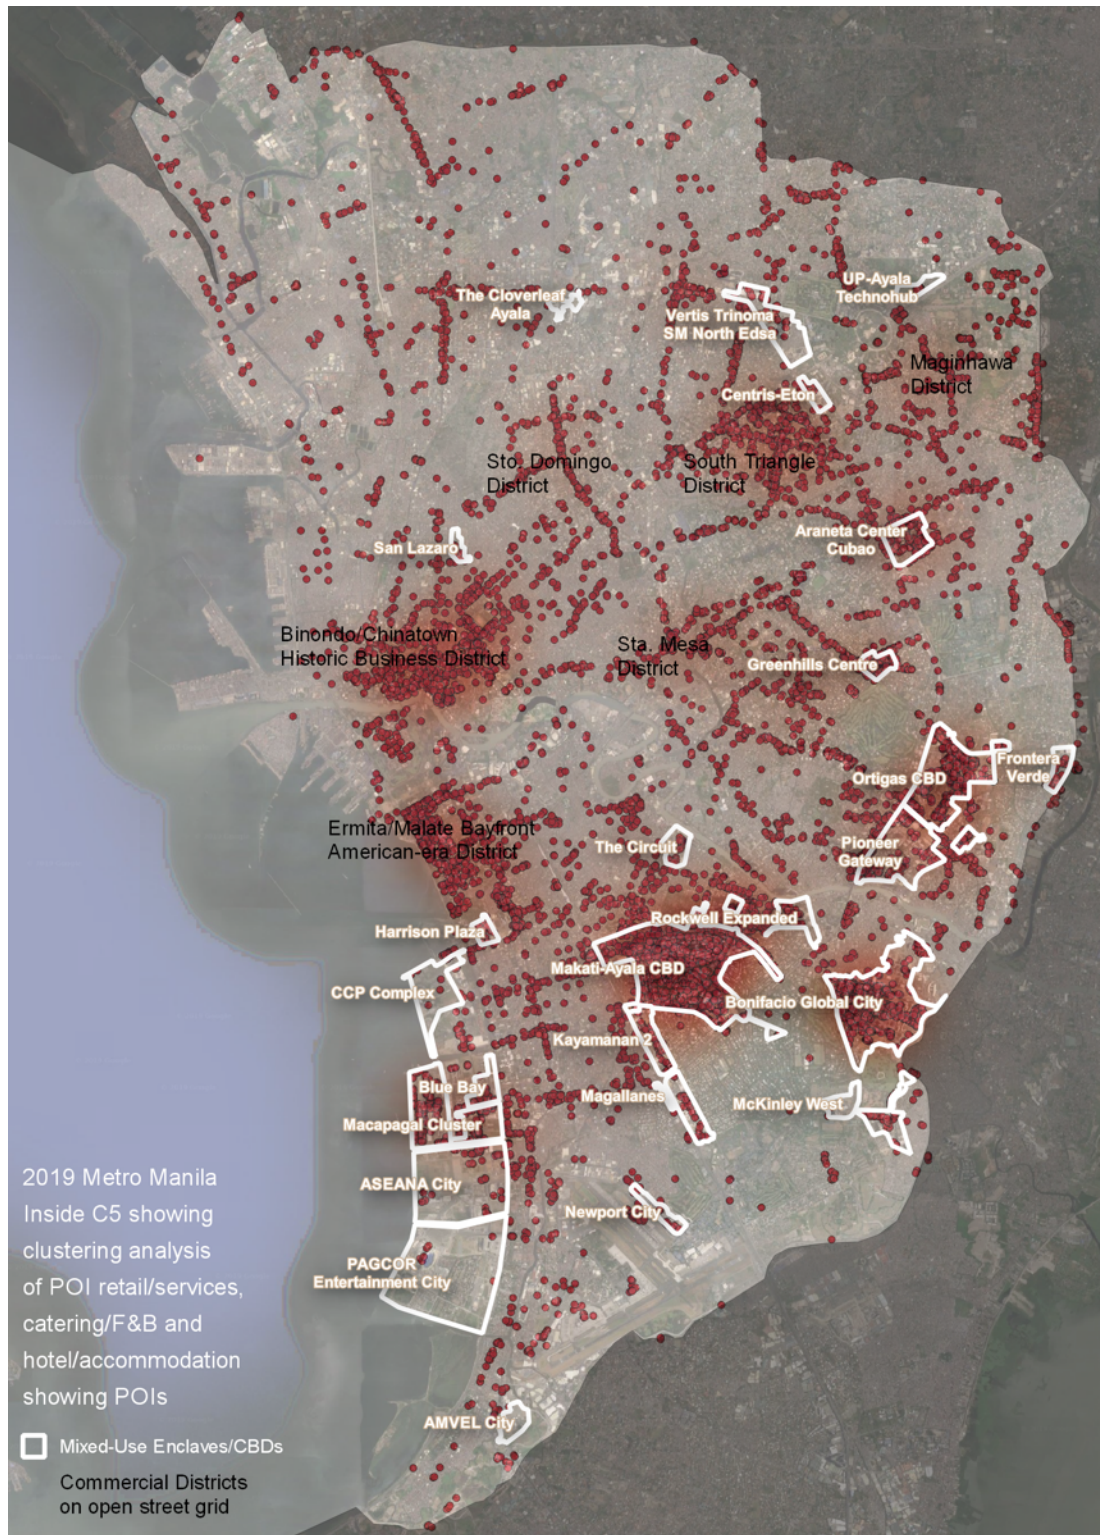 The Cloverleaf
Ayala
UP-Ayala
Technohub
Vertis Trinoma
SM North Edsa
Maginhawa
District
Centris-Eton
Sto. Domingo
District
South Triangle
District
Araneta Center
Cubao
San Lazaro
Binondo/Chinatown
Historic Business District
Sta. Mesa
District
Greenhills Centre
Ortigas CBD
Frontera
Verde
Ermita/Malate Bayfront
American-era District
The Circuit
Pioneer
Gateway
Harrison Plaza
Rockwell Expanded
Makati-Ayala CBD
CCP Complex
Bonifacio Global City
Kayamanan 2
Blue Bay
Magallanes
McKinley West
Macapagal Cluster
ASEANA City
Newport City
PAGCOR
Entertainment City
AMVEL City
2019 Metro Manila
Inside C5 showing
clustering analysis
of POI retail/services,
catering/F&B and
hotel/accommodation
showing POIs
Mixed-Use Enclaves/CBDs
Commercial Districts
on open street grid